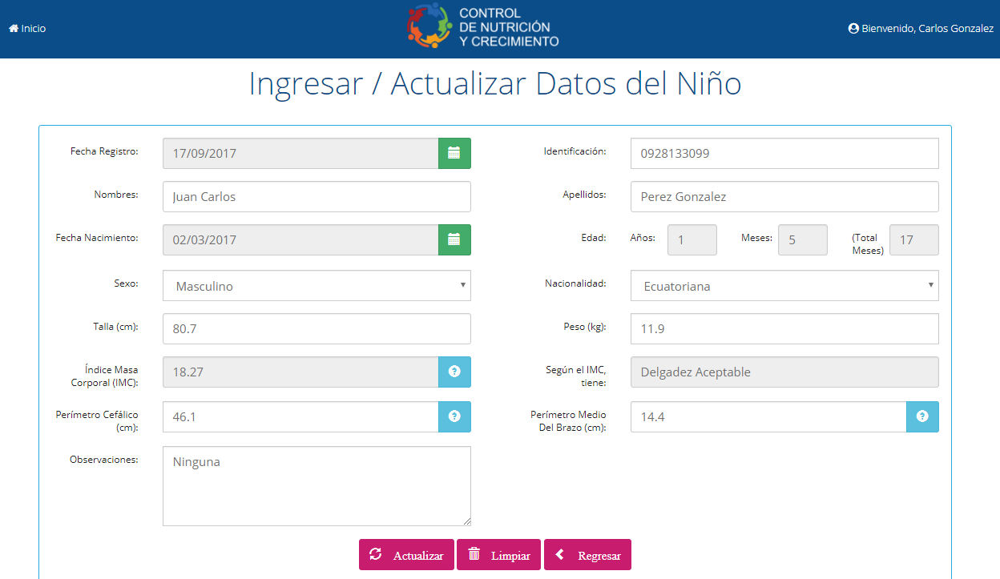 Inicio
CONTROL
DE NUTRICIÓN
Y CRECIMIENTO
Bienvenido, Carlos Gonzalez
Ingresar / Actualizar Datos del Niño
Fecha Registro: 17/09/2017
Identificación: 0928133099
Nombres: Juan Carlos
Apellidos: Perez Gonzalez
Fecha Nacimiento: 02/03/2017
Edad: Años: 1 Meses: 5 (Total
Meses) 17
Sexo: Masculino
Nacionalidad: Ecuatoriana
Talla (cm): 80.7
Peso (kg): 11.9
Índice Masa
Corporal (IMC): 18.27
Según el IMC,
tiene: Delgadez Aceptable
Perímetro Cefálico
(cm): 46.1
Perímetro Medio
Del Brazo (cm): 14.4
Observaciones: Ninguna
Actualizar
Limpiar
Regresar